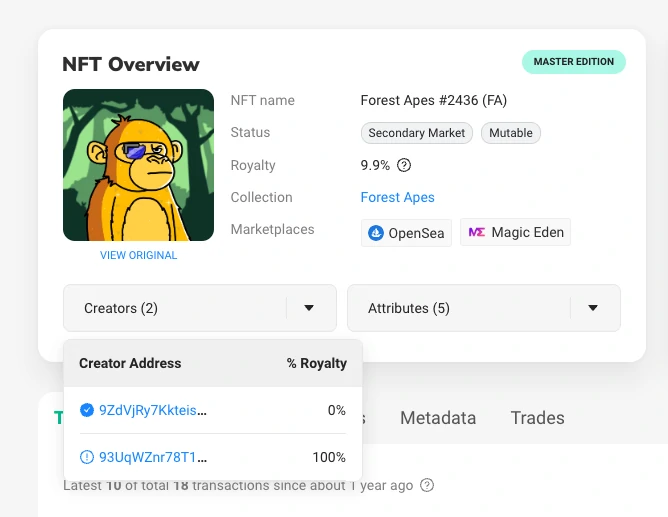 NFT Overview
MASTER EDITION
NFT name
Forest Apes #2436 (FA)
Status
Secondary Market
Mutable
Royalty
9.9%
Collection
Forest Apes
Marketplaces
OpenSea
Magic Eden
VIEW ORIGINAL
Creators (2)
Attributes (5)
Creator Address
% Royalty
9ZdVjRy7Kkteis...
0%
93UqWZnr78T1...
100%
Metadata
Trades
Latest 10 of total 18 transactions since about 1 year ago